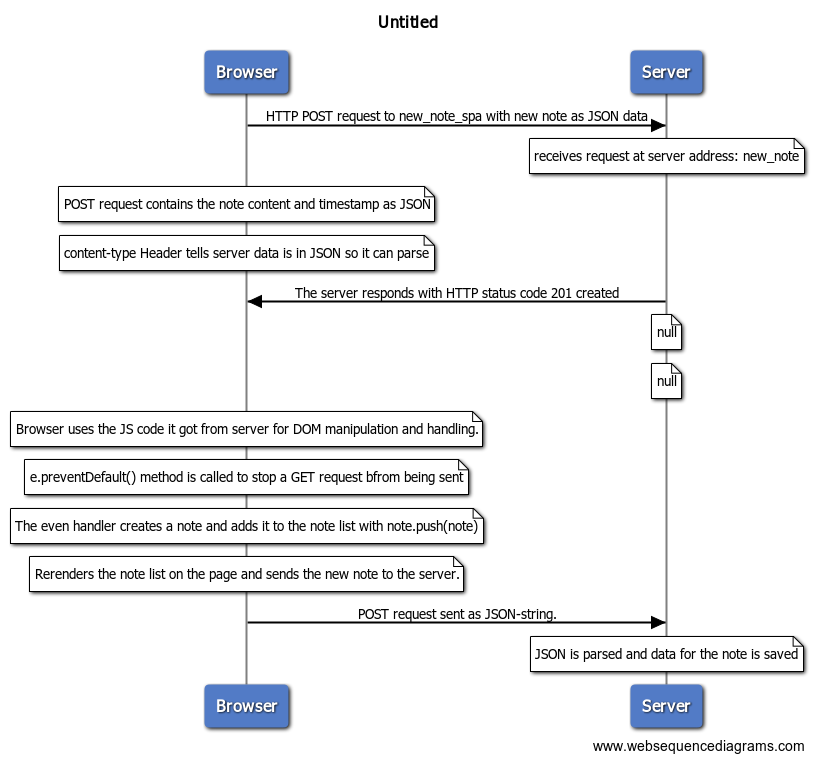 Untitled
Browser
Server
HTTP POST request to new_note_spa with new note as JSON data
receives request at server address: new_note
POST request contains the note content and timestamp as JSON
content-type Header tells server data is in JSON so it can parse
The server responds with HTTP status code 201 created
null
null
Browser uses the JS code it got from server for DOM manipulation and handling.
e.preventDefault() method is called to stop a GET request bfrom being sent
The even handler creates a note and adds it to the note list with note.push(note)
Rerenders the note list on the page and sends the new note to the server.
POST request sent as JSON-string.
JSON is parsed and data for the note is saved
Browser
Server
www.websequencediagrams.com